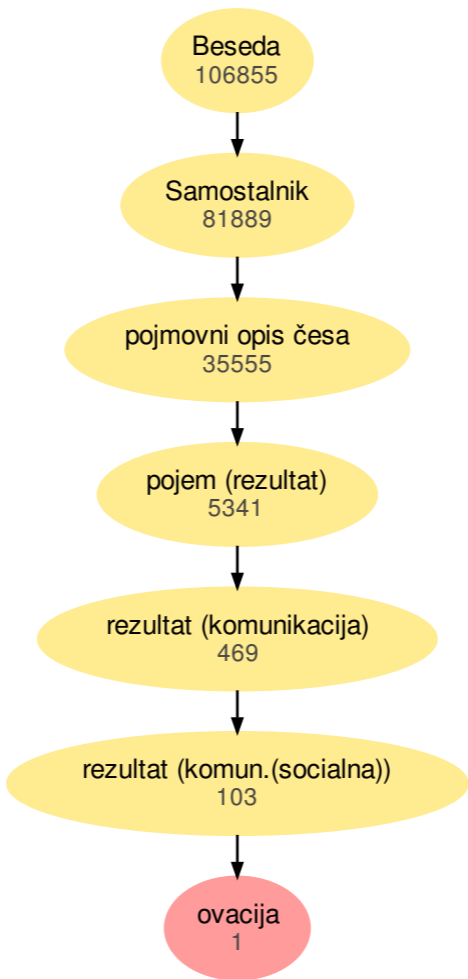 Beseda
106855
Samostalnik
81889
pojmovni opis česa
35555
pojem (rezultat)
5341
rezultat (komunikacija)
469
rezultat (komun.(socialna))
103
ovacija
1